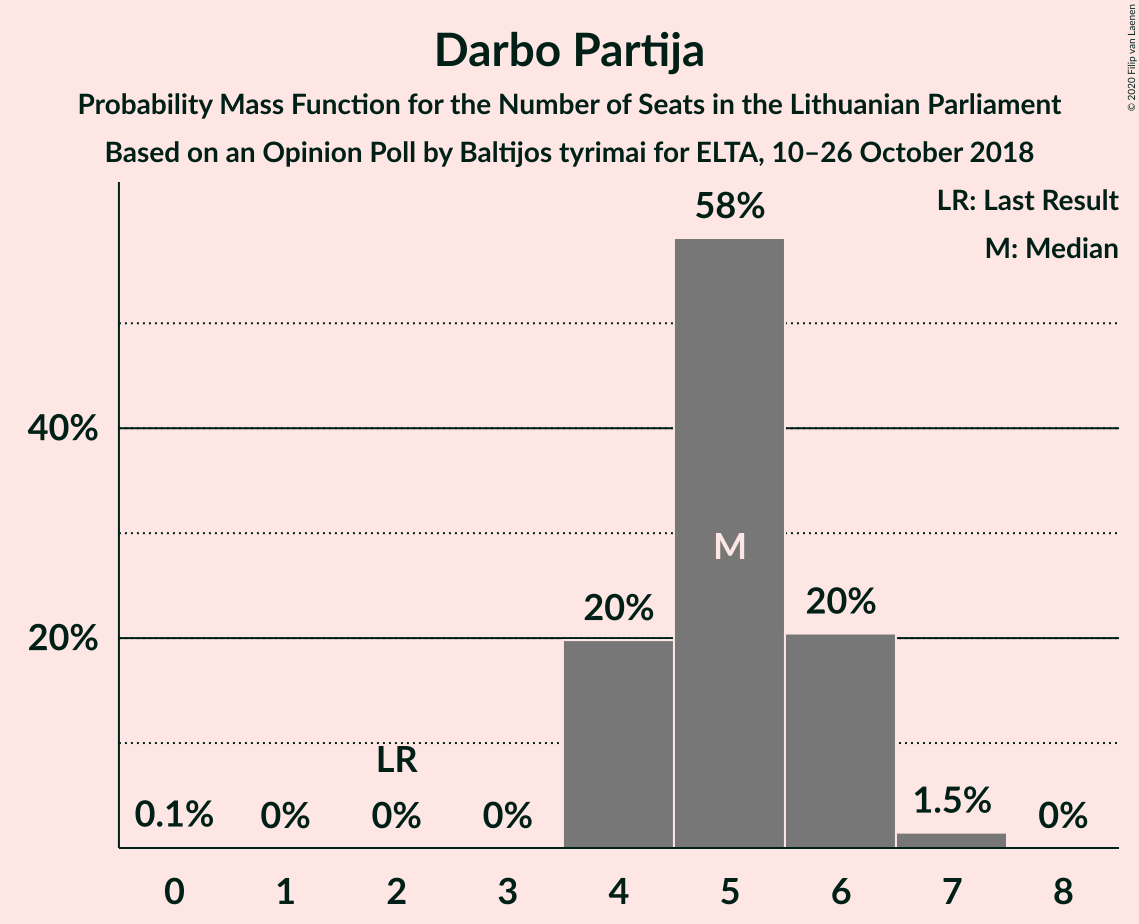 Darbo Partija
Probability Mass Function for the Number of Seats in the Lithuanian Parliament
Based on an Opinion Poll by Baltijos tyrimai for ELTA, 10–26 October 2018
© 2020 Filip van Laenen
LR: Last Result
M: Median
58%
40%
M
20% 20%
20%
LR
0.1% 0% 0% 0% 1.5% 0%
0 1 2 3 4 5 6 7 8